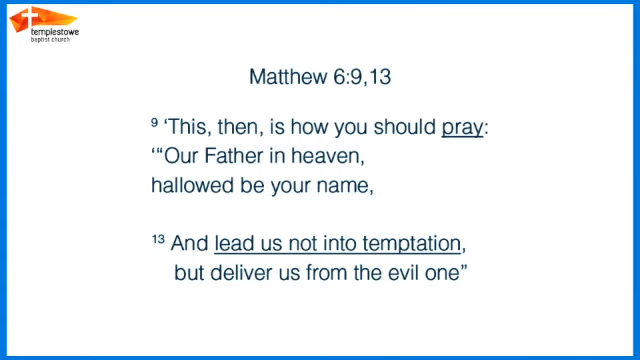 templestowe
baptist church
Matthew 6:9,13
⁹ ‘This, then, is how you should pray:
‘“Our Father in heaven,
hallowed be your name,
¹³ And lead us not into temptation,
but deliver us from the evil one”